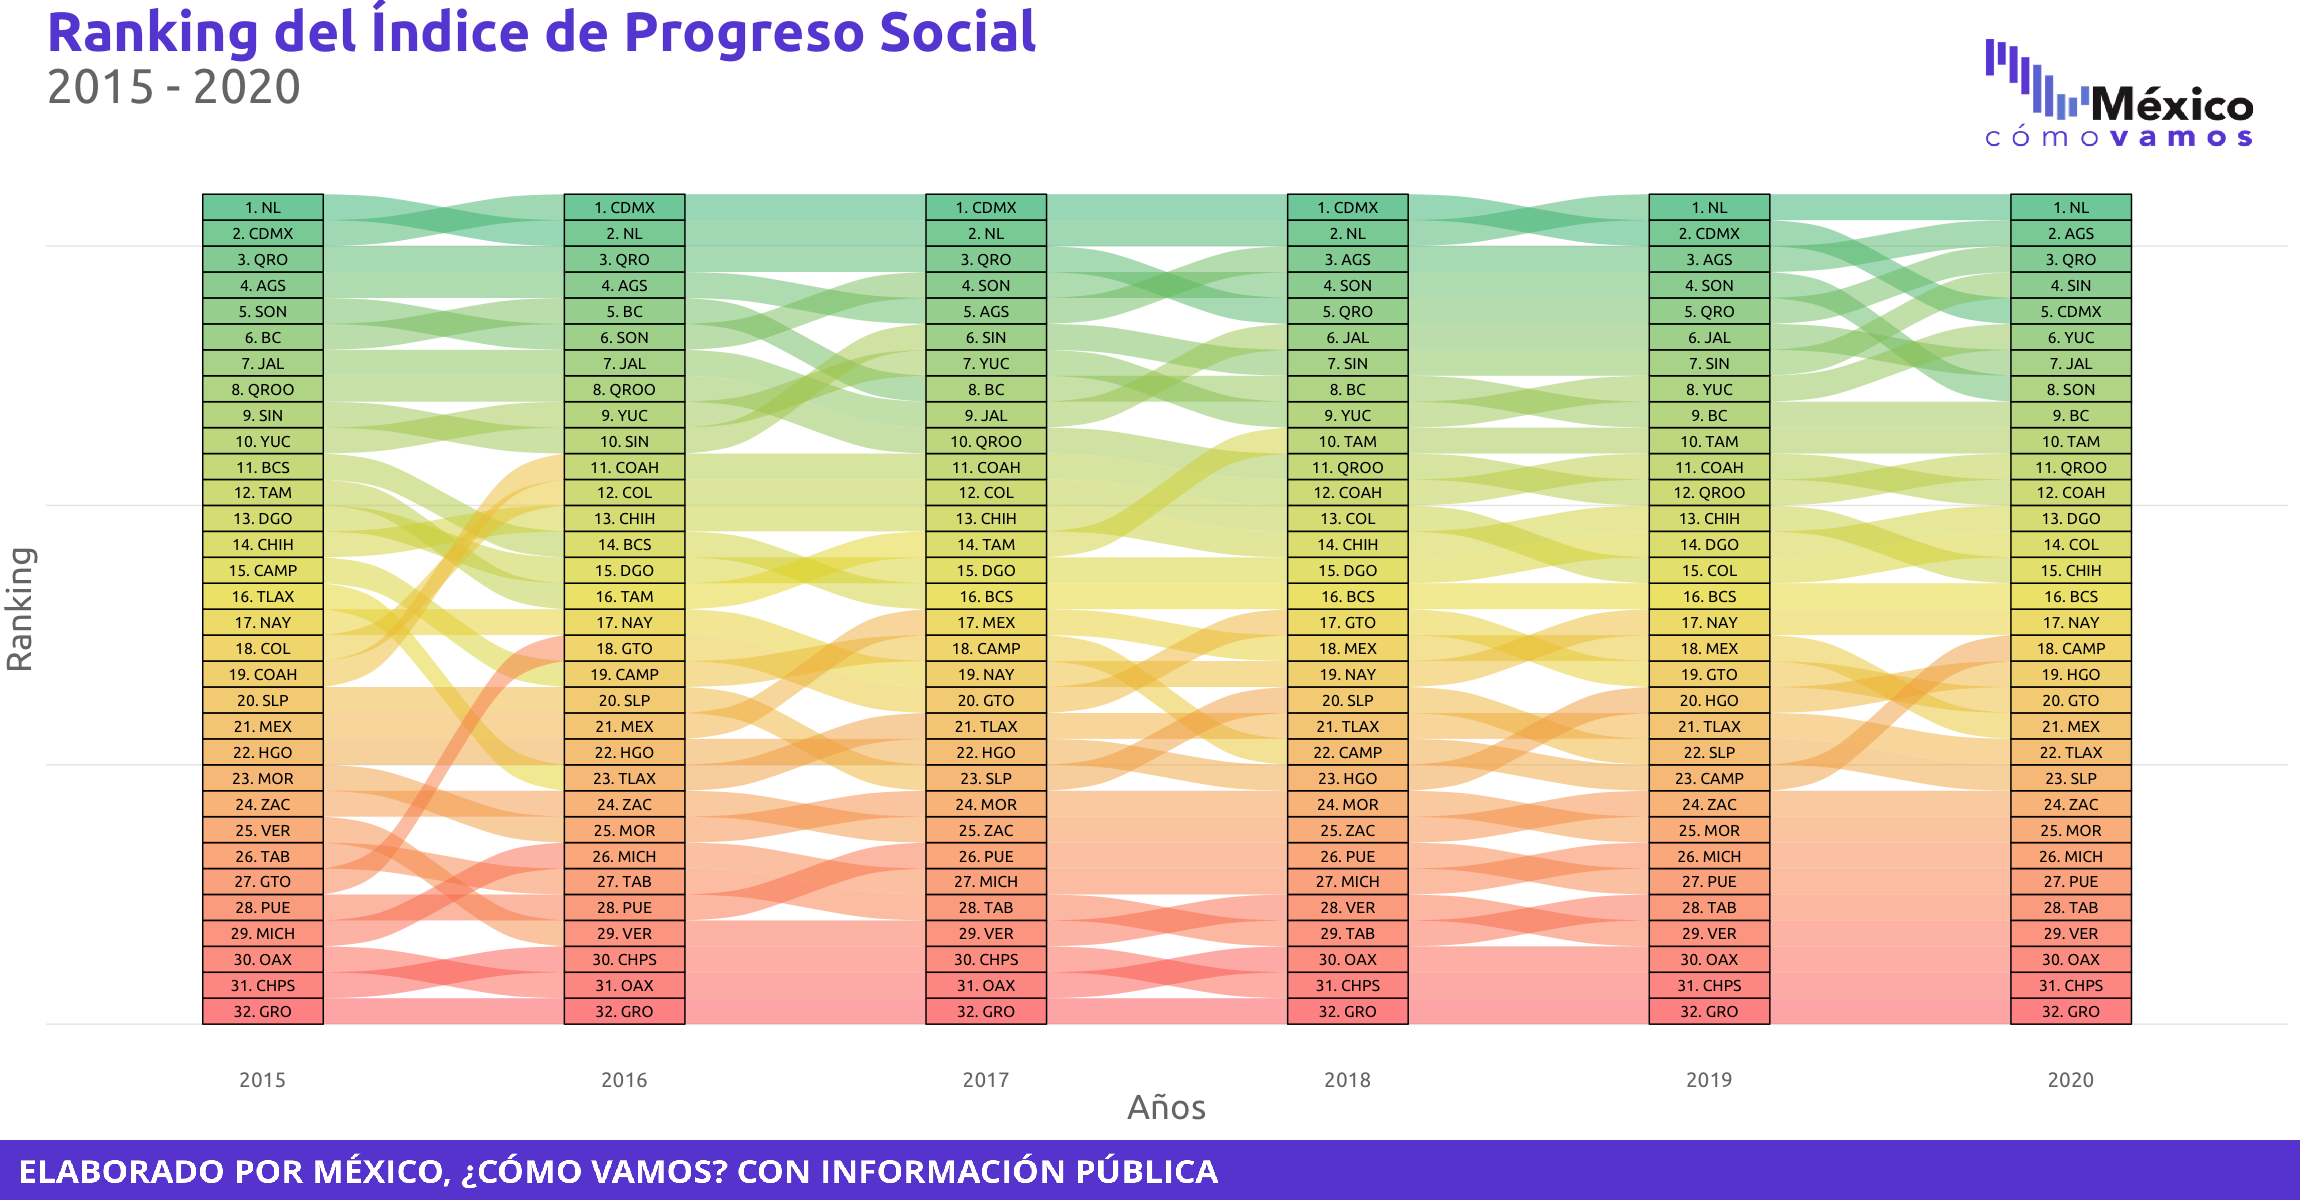 Ranking del Índice de Progreso Social
2015 - 2020
México
cómovamos
Ranking
1. NL 1. CDMX 1. CDMX 1. CDMX 1. NL 1. NL
2. CDMX 2. NL 2. NL 2. NL 2. CDMX 2. AGS
3. QRO 3. QRO 3. QRO 3. AGS 3. AGS 3. QRO
4. AGS 4. AGS 4. SON 4. SON 4. SON 4. SIN
5. SON 5. BC 5. AGS 5. QRO 5. QRO 5. CDMX
6. BC 6. SON 6. SIN 6. JAL 6. JAL 6. YUC
7. JAL 7. JAL 7. YUC 7. SIN 7. SIN 7. JAL
8. QROO 8. QROO 8. BC 8. BC 8. YUC 8. SON
9. SIN 9. YUC 9. JAL 9. YUC 9. BC 9. BC
10. YUC 10. SIN 10. QROO 10. TAM 10. TAM 10. TAM
11. BCS 11. COAH 11. COAH 11. QROO 11. COAH 11. QROO
12. TAM 12. COL 12. COL 12. COAH 12. QROO 12. COAH
13. DGO 13. CHIH 13. CHIH 13. COL 13. CHIH 13. DGO
14. CHIH 14. BCS 14. TAM 14. CHIH 14. DGO 14. COL
15. CAMP 15. DGO 15. DGO 15. DGO 15. COL 15. CHIH
16. TLAX 16. TAM 16. BCS 16. BCS 16. BCS 16. BCS
17. NAY 17. NAY 17. MEX 17. GTO 17. NAY 17. NAY
18. COL 18. GTO 18. CAMP 18. MEX 18. MEX 18. CAMP
19. COAH 19. CAMP 19. NAY 19. NAY 19. GTO 19. HGO
20. SLP 20. SLP 20. GTO 20. SLP 20. HGO 20. GTO
21. MEX 21. MEX 21. TLAX 21. TLAX 21. TLAX 21. MEX
22. HGO 22. HGO 22. HGO 22. CAMP 22. SLP 22. TLAX
23. MOR 23. TLAX 23. SLP 23. HGO 23. CAMP 23. SLP
24. ZAC 24. ZAC 24. MOR 24. MOR 24. ZAC 24. ZAC
25. VER 25. MOR 25. ZAC 25. ZAC 25. MOR 25. MOR
26. TAB 26. MICH 26. PUE 26. PUE 26. MICH 26. MICH
27. GTO 27. TAB 27. MICH 27. MICH 27. PUE 27. PUE
28. PUE 28. PUE 28. TAB 28. VER 28. TAB 28. TAB
29. MICH 29. VER 29. VER 29. TAB 29. VER 29. VER
30. OAX 30. CHPS 30. CHPS 30. OAX 30. OAX 30. OAX
31. CHPS 31. OAX 31. OAX 31. CHPS 31. CHPS 31. CHPS
32. GRO 32. GRO 32. GRO 32. GRO 32. GRO 32. GRO
2015 2016 2017 2018 2019 2020
Años
ELABORADO POR MÉXICO, ¿CÓMO VAMOS? CON INFORMACIÓN PÚBLICA